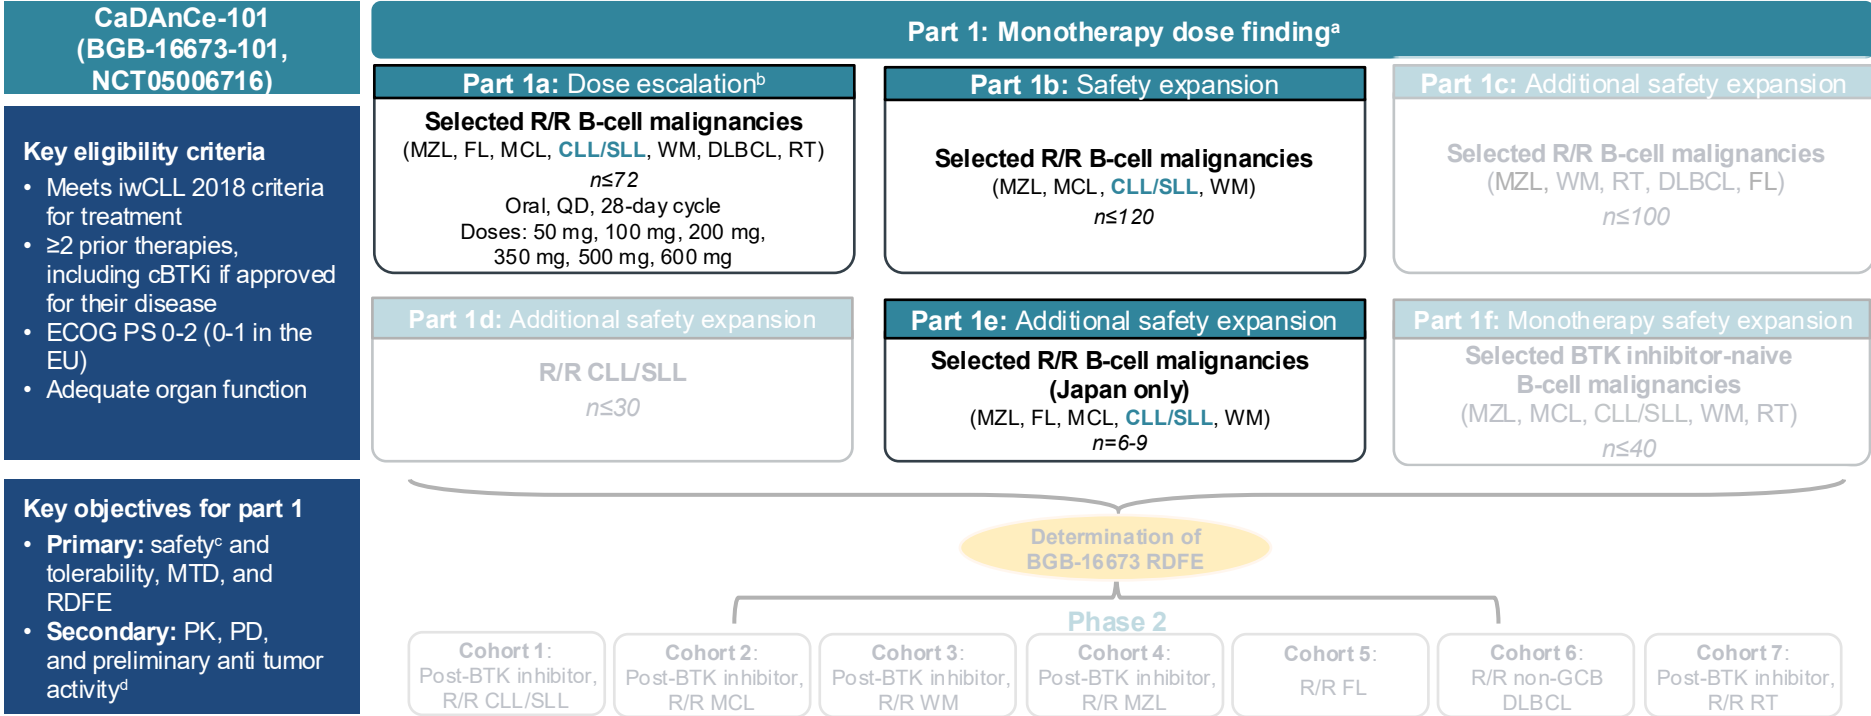 CaDAnCe-101
(BGB-16673-101,
NCT05006716)
Key eligibility criteria
• Meets iwCLL 2018 criteria
for treatment
• ≥2 prior therapies,
including cBTKi if approved
for their disease
• ECOG PS 0-2 (0-1 in the
EU)
• Adequate organ function
Key objectives for part 1
• Primary: safetyᶜ and
tolerability, MTD, and
RDFE
• Secondary: PK, PD,
and preliminary anti tumor
activityᵈ
Part 1: Monotherapy dose findingᵃ
Part 1a: Dose escalationᵇ
Selected R/R B-cell malignancies
(MZL, FL, MCL, CLL/SLL, WM, DLBCL, RT)
n≤72
Oral, QD, 28-day cycle
Doses: 50 mg, 100 mg, 200 mg,
350 mg, 500 mg, 600 mg
Part 1b: Safety expansion
Selected R/R B-cell malignancies
(MZL, MCL, CLL/SLL, WM)
n≤120
Part 1c: Additional safety expansion
Selected R/R B-cell malignancies
(MZL, WM, RT, DLBCL, FL)
n≤100
Part 1d: Additional safety expansion
R/R CLL/SLL
n≤30
Part 1e: Additional safety expansion
Selected R/R B-cell malignancies
(Japan only)
(MZL, FL, MCL, CLL/SLL, WM)
n=6-9
Part 1f: Monotherapy safety expansion
Selected BTK inhibitor-naive
B-cell malignancies
(MZL, MCL, CLL/SLL, WM, RT)
n≤40
Determination of
BGB-16673 RDFE
Phase 2
Cohort 1:
Post-BTK inhibitor,
R/R CLL/SLL
Cohort 2:
Post-BTK inhibitor,
R/R MCL
Cohort 3:
Post-BTK inhibitor,
R/R WM
Cohort 4:
Post-BTK inhibitor,
R/R MZL
Cohort 5:
R/R FL
Cohort 6:
R/R non-GCB
DLBCL
Cohort 7:
Post-BTK inhibitor,
R/R RT